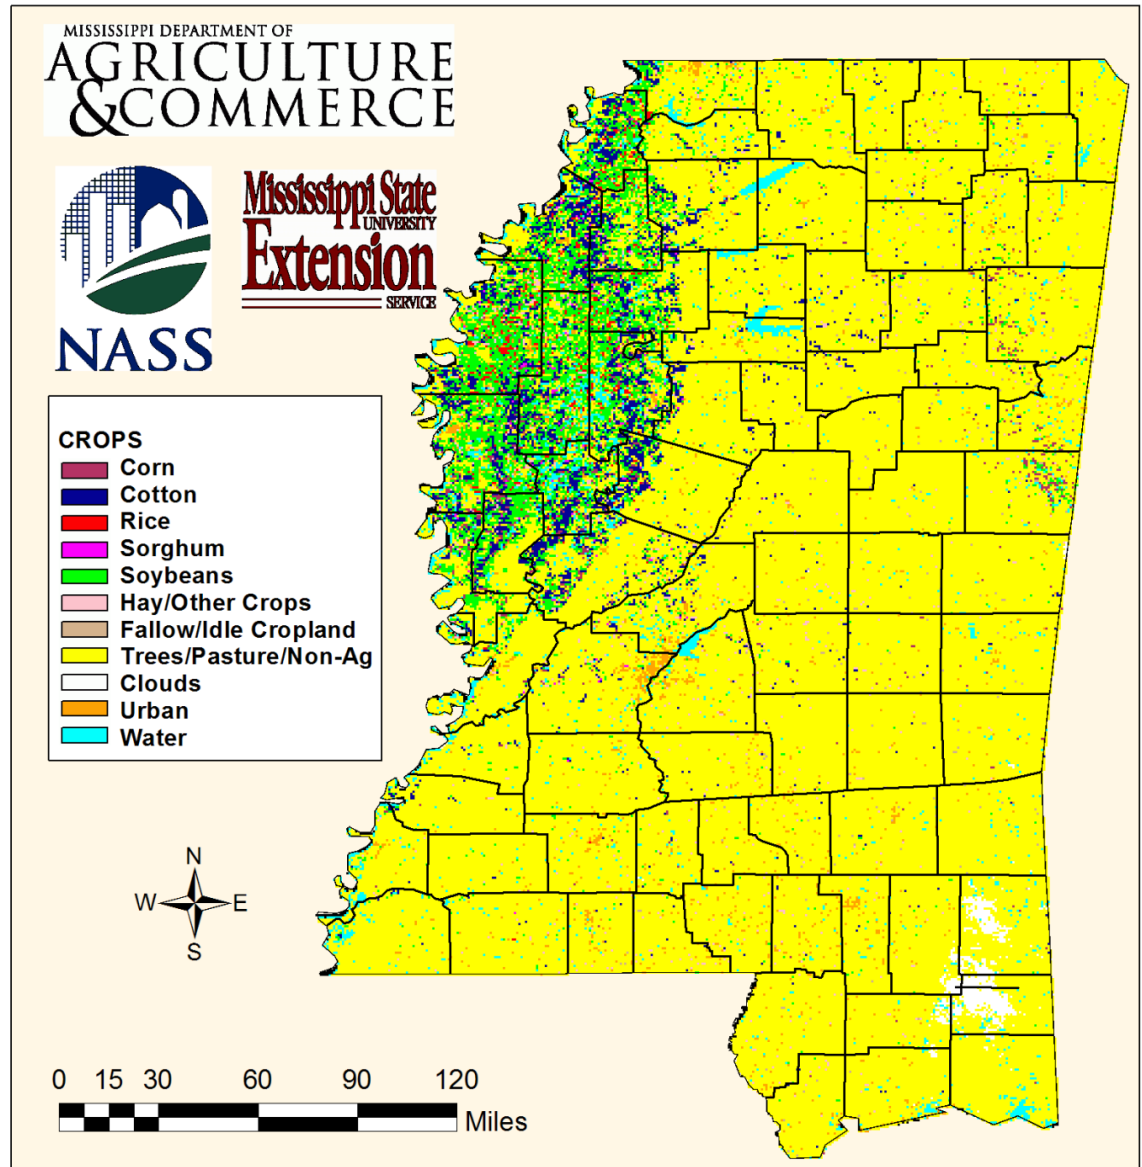 MISSISSIPPI DEPARTMENT OF
AGRICULTURE
&COMMERCE
NASS
Mississippi State
UNIVERSITY
Extension
SERVICE
CROPS
Corn
Cotton
Rice
Sorghum
Soybeans
Hay/Other Crops
Fallow/Idle Cropland
Trees/Pasture/Non-Ag
Clouds
Urban
Water
N
W E
S
0 15 30 60 90 120
Miles